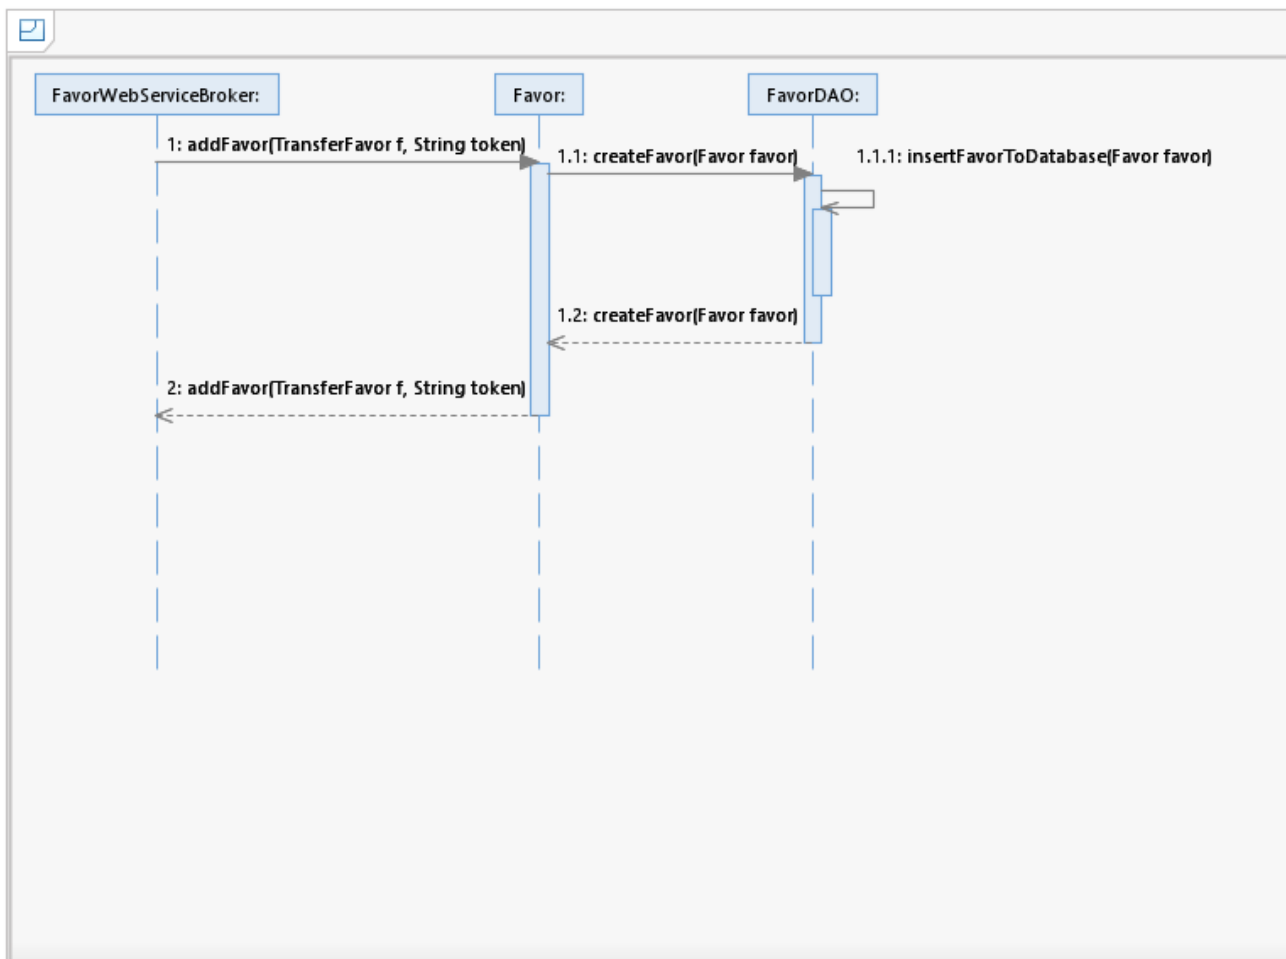 FavorWebServiceBroker:
Favor:
FavorDAO:
1: addFavor(TransferFavor f, String token)
1.1: createFavor(Favor favor)
1.1.1: insertFavorToDatabase(Favor favor)
1.2: createFavor(Favor favor)
2: addFavor(TransferFavor f, String token)